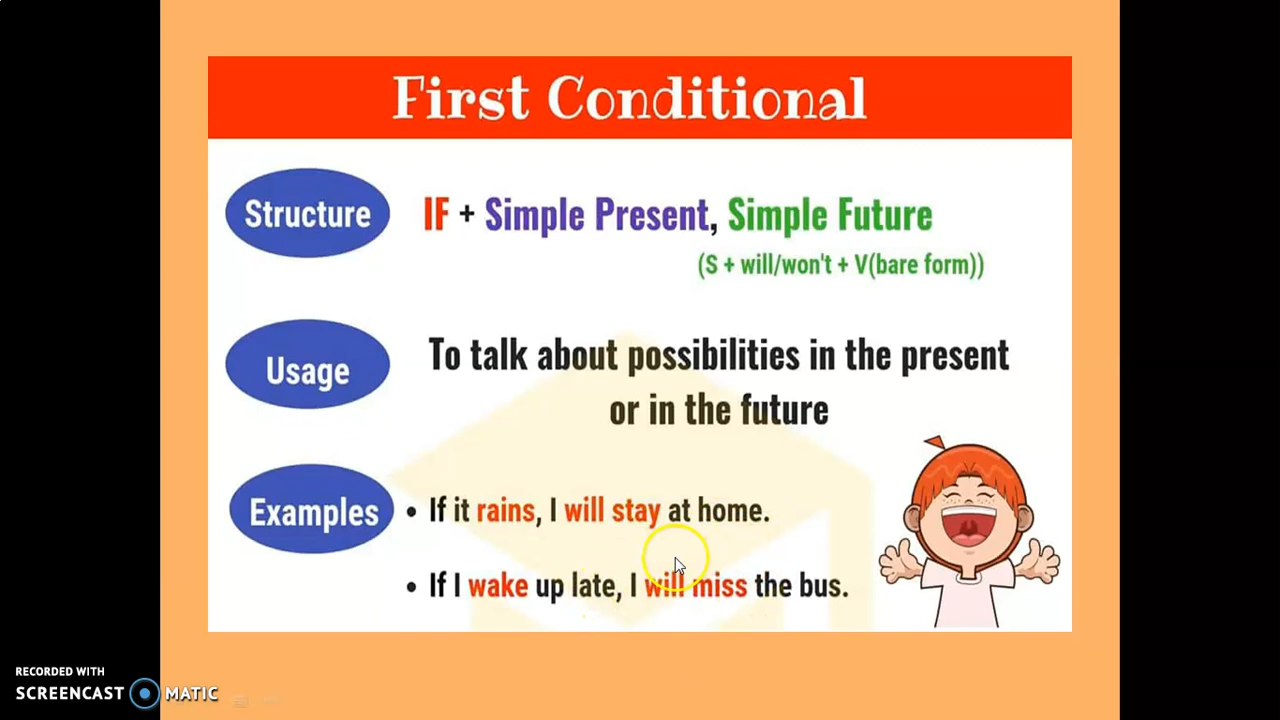 First Conditional
Structure
IF + Simple Present, Simple Future
(S + will/won't + V(bare form))
Usage
To talk about possibilities in the present
or in the future
Examples
• If it rains, I will stay at home.
• If I wake up late, I will miss the bus.
RECORDED WITH
SCREENCAST MATIC